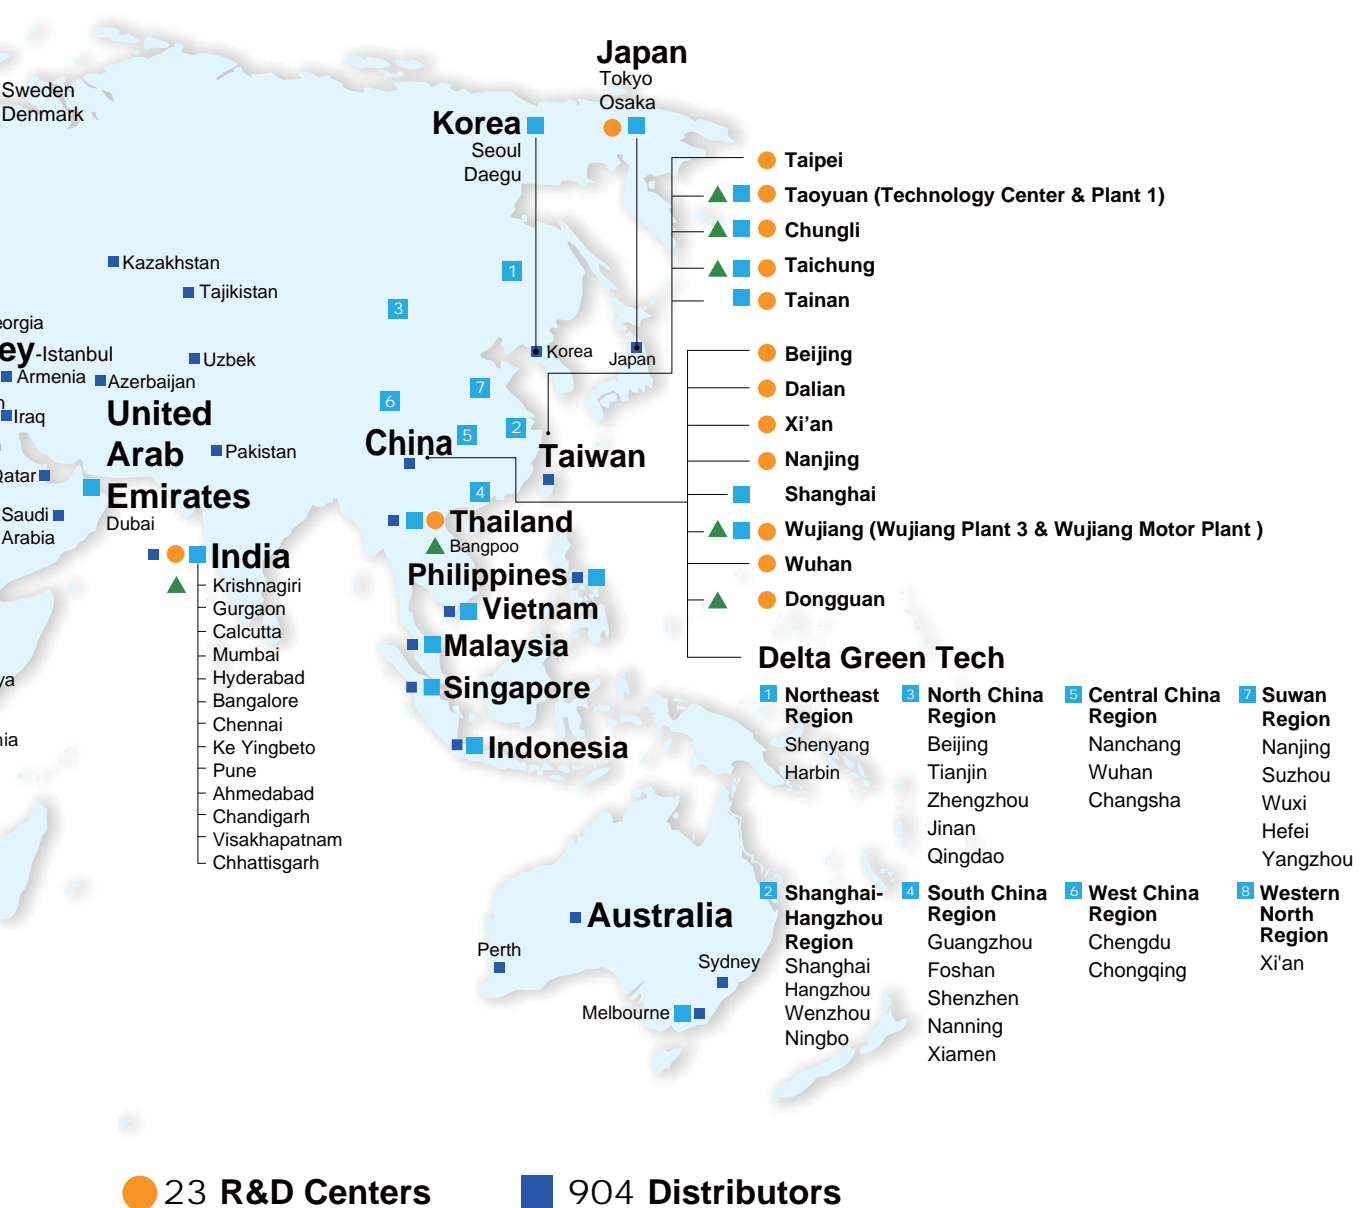 Sweden
Denmark
Japan
Tokyo
Osaka
Korea
Seoul
Daegu
Taipei
Taoyuan (Technology Center & Plant 1)
Chungli
Taichung
Tainan
Kazakhstan
Tajikistan
1
3
-Istanbul
Armenia
Azerbaijan
Uzbek
Iraq
Korea
Japan
Beijing
Dalian
Xi’an
Nanjing
Shanghai
Wujiang (Wujiang Plant 3 & Wujiang Motor Plant )
Wuhan
Dongguan
7
6
2
5
4
United
Arab
Emirates
Dubai
Pakistan
China
Taiwan
Saudi
Arabia
Thailand
Bangpoo
India
Krishnagiri
Gurgaon
Calcutta
Mumbai
Hyderabad
Bangalore
Chennai
Ke Yingbeto
Pune
Ahmedabad
Chandigarh
Visakhapatnam
Chhattisgarh
Philippines
Vietnam
Malaysia
Singapore
Indonesia
Delta Green Tech
1 Northeast
Region
Shenyang
Harbin
3 North China
Region
Beijing
Tianjin
Zhengzhou
Jinan
Qingdao
5 Central China
Region
Nanchang
Wuhan
Changsha
7 Suwan
Region
Nanjing
Suzhou
Wuxi
Hefei
Yangzhou
2 Shanghai-
Hangzhou
Region
Shanghai
Hangzhou
Wenzhou
Ningbo
4 South China
Region
Guangzhou
Foshan
Shenzhen
Nanning
Xiamen
6 West China
Region
Chengdu
Chongqing
8 Western
North
Region
Xi'an
Australia
Perth
Sydney
Melbourne
23 R&D Centers
904 Distributors